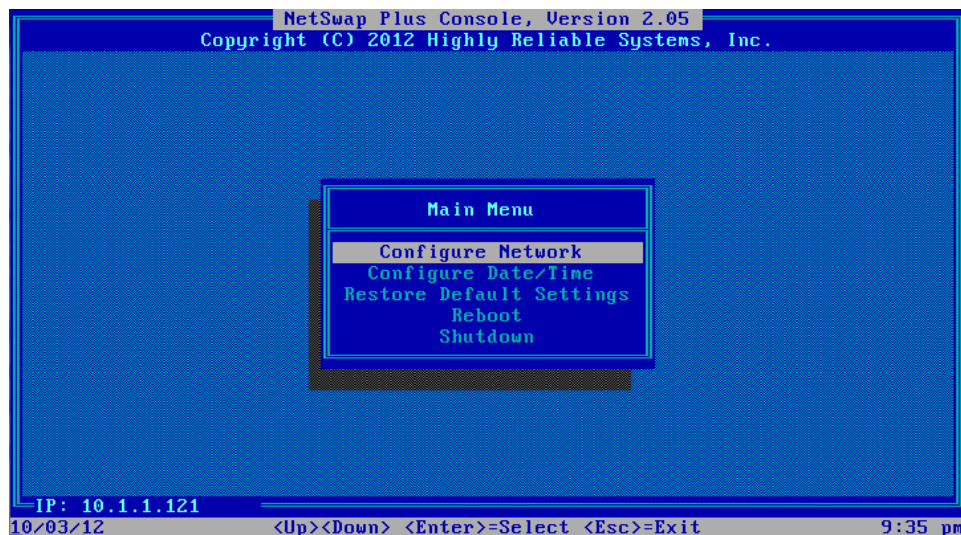 NetSwap Plus Console, Version 2.05
Copyright (C) 2012 Highly Reliable Systems, Inc.
Main Menu
Configure Network
Configure Date/Time
Restore Default Settings
Reboot
Shutdown
IP: 10.1.1.121
10/03/12 <Up><Down> <Enter>=Select <Esc>=Exit 9:35 pm